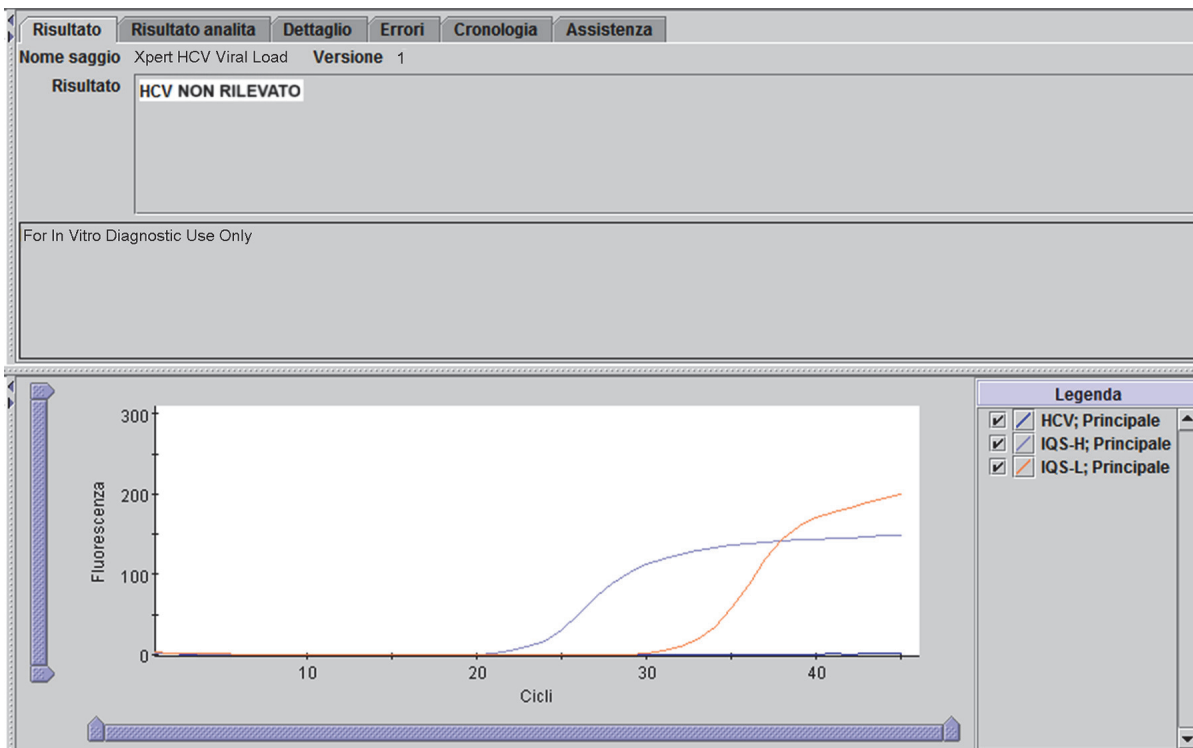 Risultato Risultato analita Dettaglio Errori Cronologia Assistenza
Nome saggio Xpert HCV Viral Load Versione 1
Risultato HCV NON RILEVATO
For In Vitro Diagnostic Use Only
Legenda
HCV; Principale
IQS-H; Principale
IQS-L; Principale
300
200
100
0
Fluorescenza
10 20 30 40
Cicli